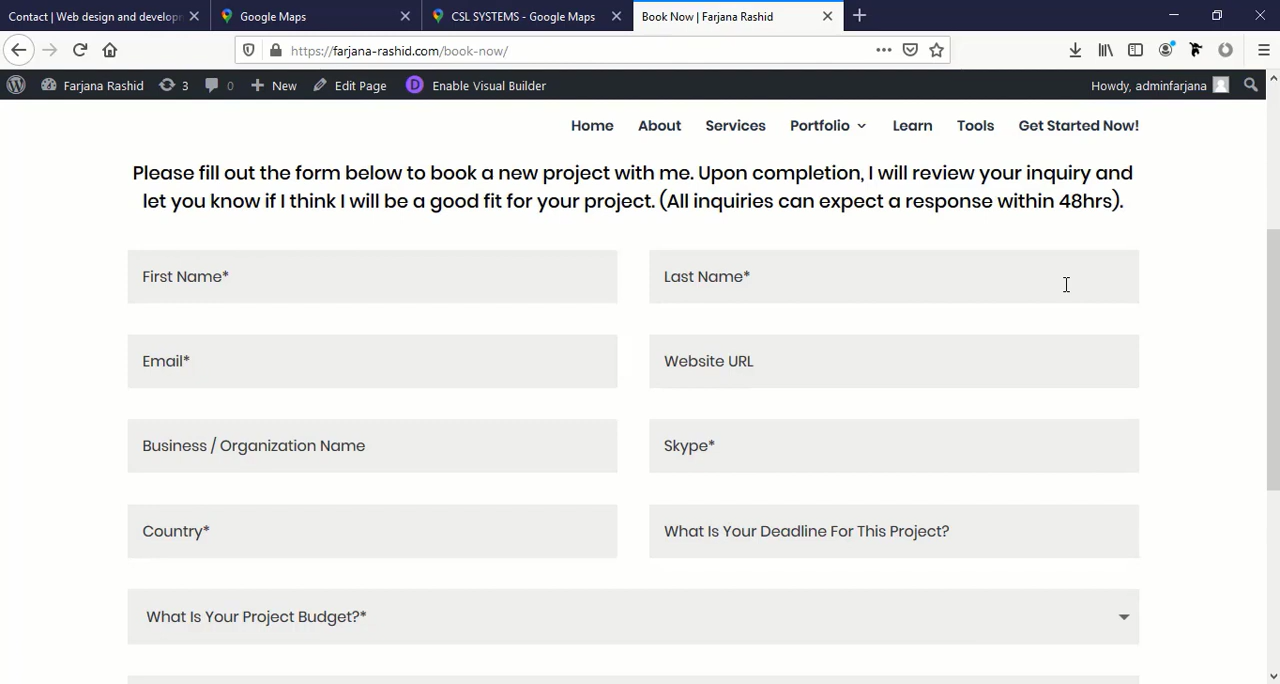 Contact | Web design and developm
Google Maps
CSL SYSTEMS - Google Maps
Book Now | Farjana Rashid
https://farjana-rashid.com/book-now/
Farjana Rashid
3
0
New
Edit Page
D
Enable Visual Builder
Howdy, adminfarjana
Home
About
Services
Portfolio
Learn
Tools
Get Started Now!
Please fill out the form below to book a new project with me. Upon completion, I will review your inquiry and
let you know if I think I will be a good fit for your project. (All inquiries can expect a response within 48hrs).
First Name*
Last Name*
Email*
Website URL
Business / Organization Name
Skype*
Country*
What Is Your Deadline For This Project?
What Is Your Project Budget?*